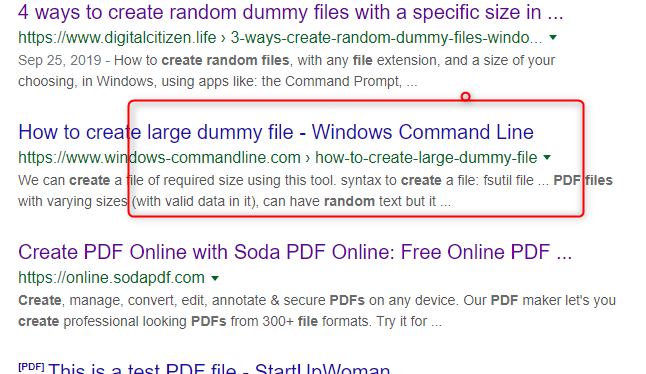 4 ways to create random dummy files with a specific size in ...
https://www.digitalcitizen.life › 3-ways-create-random-dummy-files-windo...
Sep 25, 2019 - How to create random files, with any file extension, and a size of your
choosing, in Windows, using apps like: the Command Prompt, ...
How to create large dummy file - Windows Command Line
https://www.windows-commandline.com › how-to-create-large-dummy-file
We can create a file of required size using this tool. syntax to create a file: fsutil file ... PDF files
with varying sizes (with valid data in it), can have random text but it ...
Create PDF Online with Soda PDF Online: Free Online PDF ...
https://online.sodapdf.com
Create, manage, convert, edit, annotate & secure PDFs on any device. Our PDF maker let's you
create professional looking PDFs from 300+ file formats. Try it for ...
[PDF] This is a test PDF file - StartUpWoman